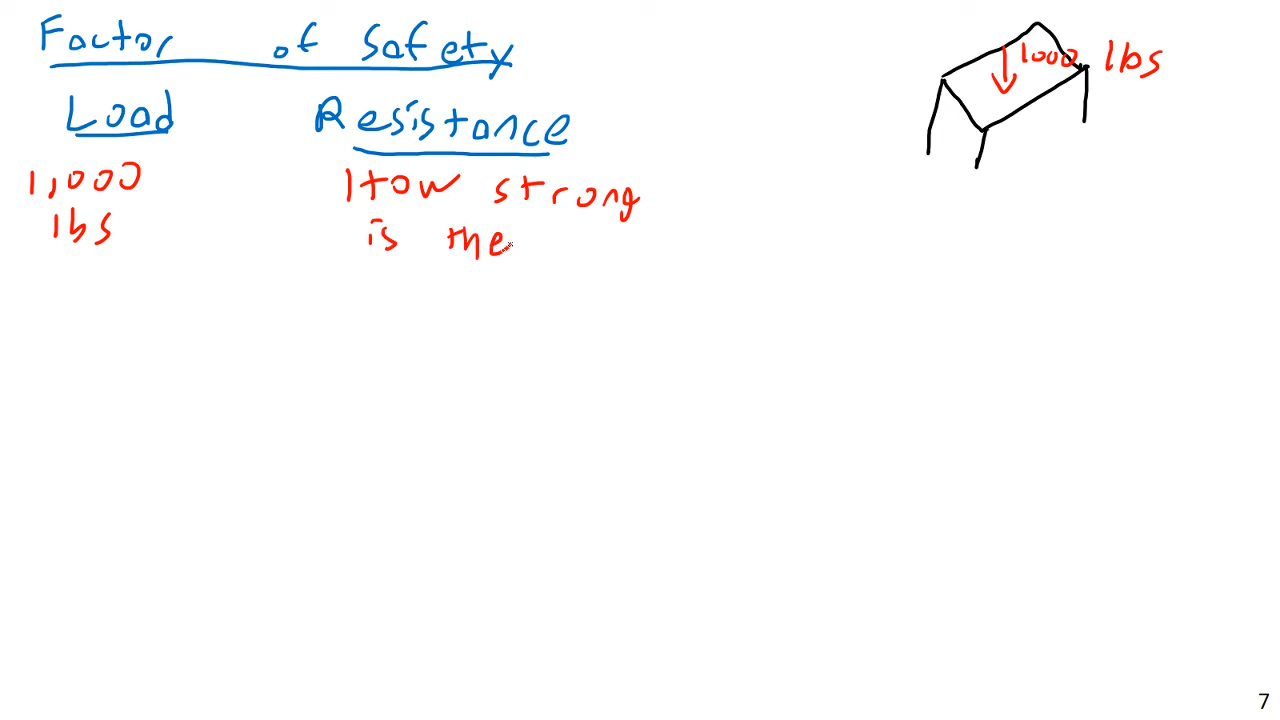 Factor of Safety
Load Resistance
1,000 How strong
lbs is the
1000 lbs
7